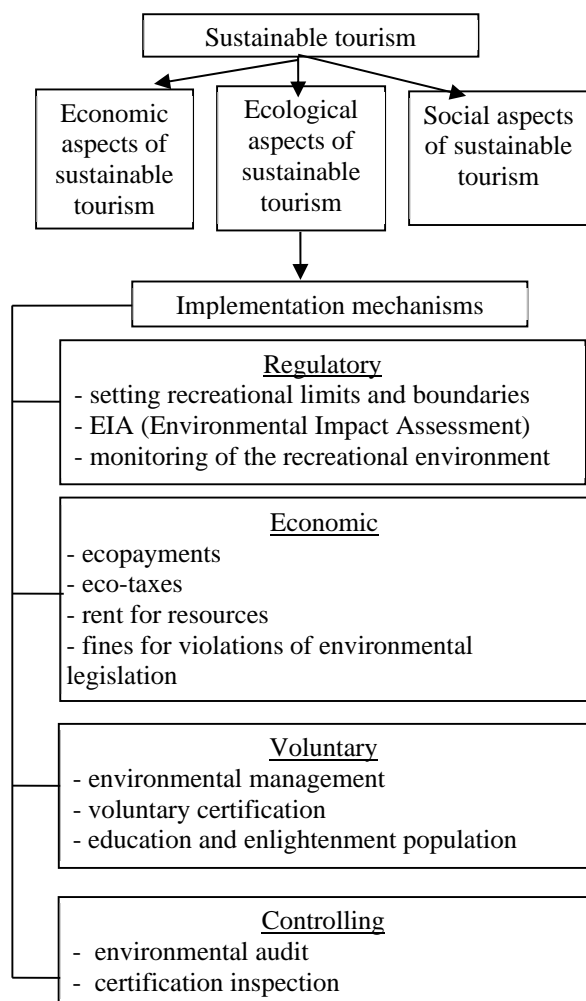 Sustainable tourism
Economic
aspects of
sustainable
tourism
Ecological
aspects of
sustainable
tourism
Social aspects
of sustainable
tourism
Implementation mechanisms
Regulatory
- setting recreational limits and boundaries
- EIA (Environmental Impact Assessment)
- monitoring of the recreational environment
Economic
- ecopayments
- eco-taxes
- rent for resources
- fines for violations of environmental
legislation
Voluntary
- environmental management
- voluntary certification
- education and enlightenment population
Controlling
- environmental audit
- certification inspection